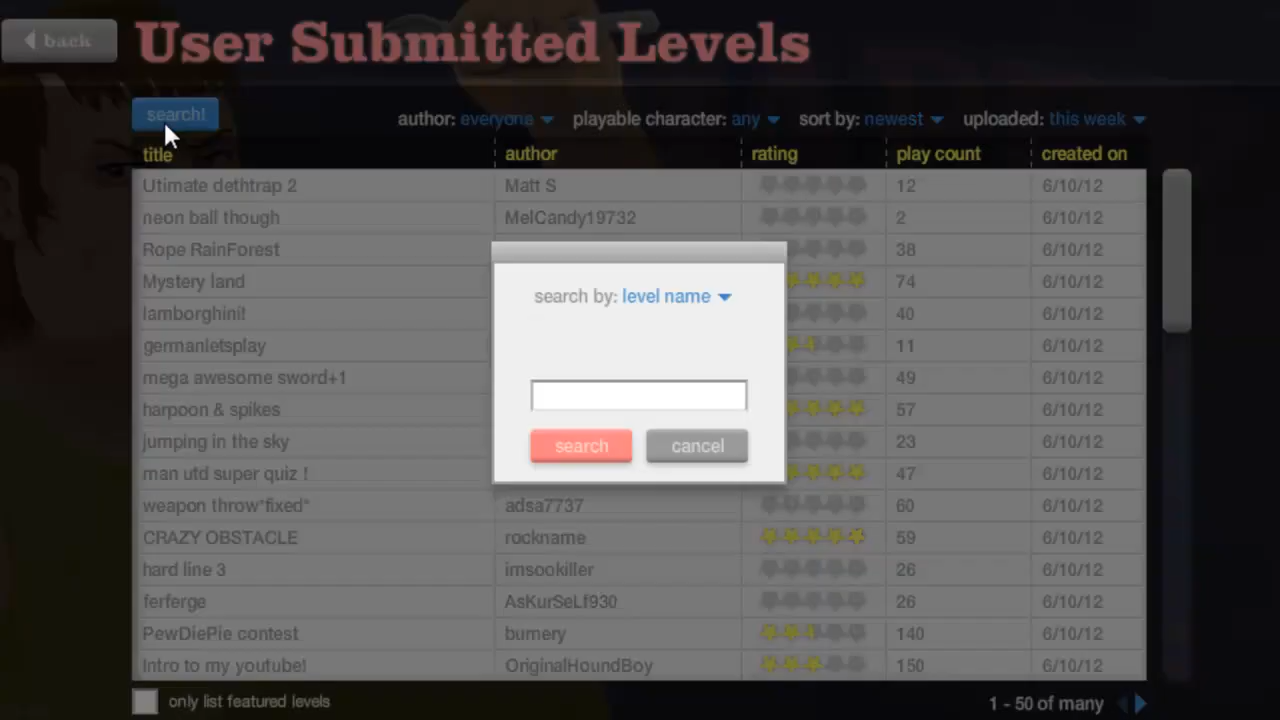 back
User Submitted Levels
search!
author: everyone playable character: any sort by: newest uploaded: this week
title author rating play count created on
Utimate dethtrap 2 Matt S 12 6/10/12
neon ball though MelCandy19732 2 6/10/12
Rope RainForest 38 6/10/12
Mystery land 74 6/10/12
lamborghini! 40 6/10/12
germanletsplay 11 6/10/12
mega awesome sword+1 49 6/10/12
harpoon & spikes 57 6/10/12
jumping in the sky 23 6/10/12
man utd super quiz ! 47 6/10/12
weapon throw*fixed* adsa7737 60 6/10/12
CRAZY OBSTACLE rockname 59 6/10/12
hard line 3 imsookiller 26 6/10/12
ferferge AsKurSeLf930 26 6/10/12
PewDiePie contest burnery 140 6/10/12
Intro to my youtube! OriginalHoundBoy 150 6/10/12
search by: level name
search cancel
only list featured levels 1 - 50 of many